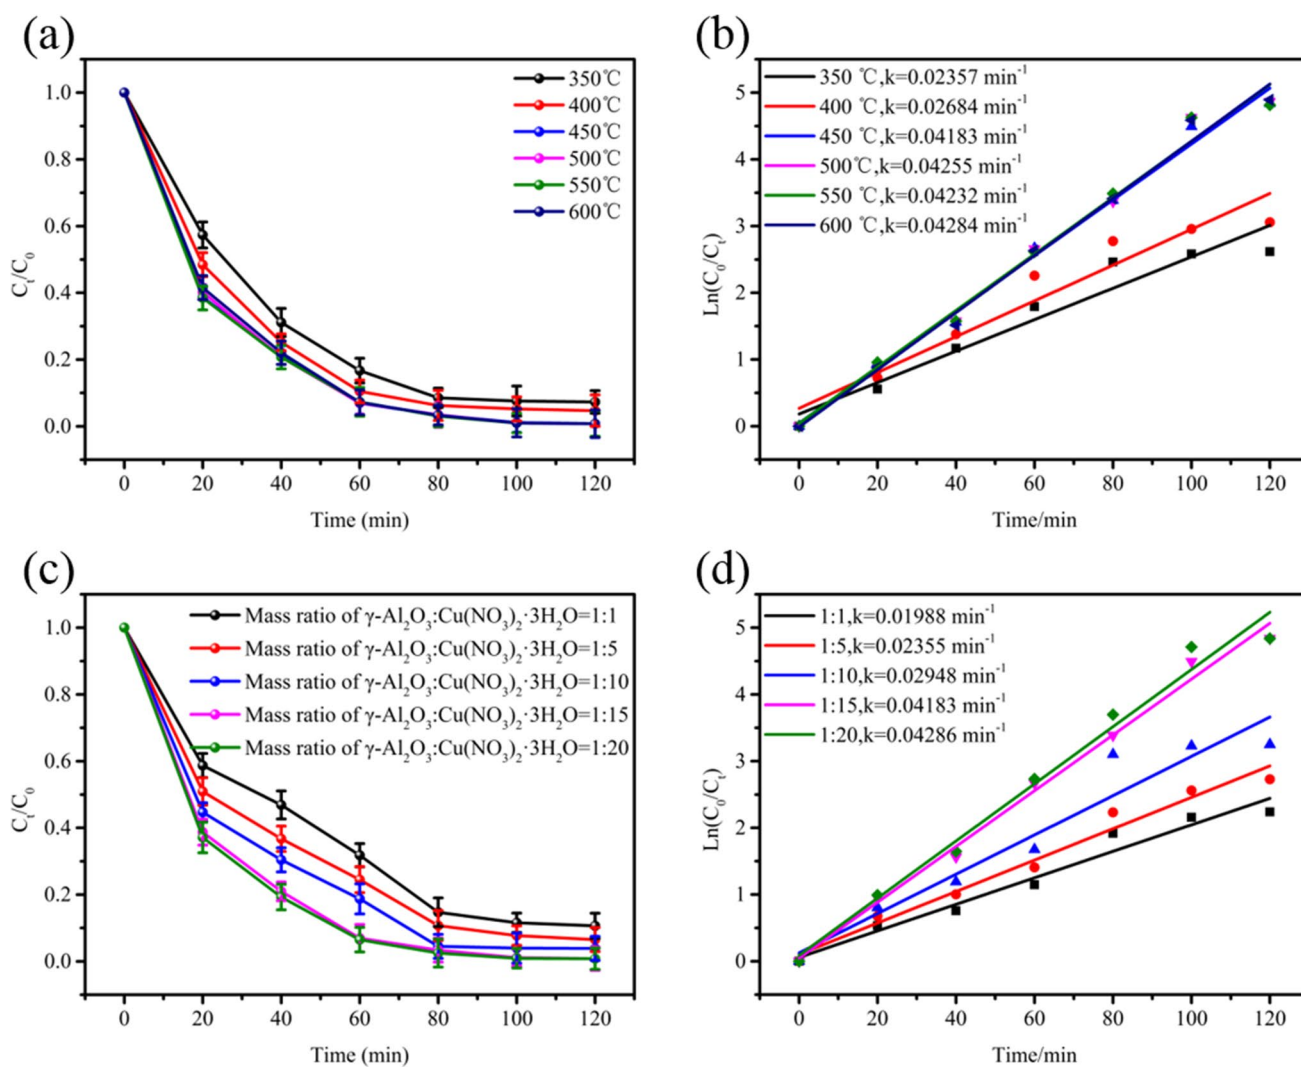 (a)
1.0
0.8
0.6
0.4
0.2
0.0
Cₜ/C₀
350℃
400℃
450℃
500℃
550℃
600℃
0 20 40 60 80 100 120
Time (min)
(b)
5
4
3
2
1
0
Ln(C₀/Cₜ)
350 ℃,k=0.02357 min⁻¹
400 ℃,k=0.02684 min⁻¹
450 ℃,k=0.04183 min⁻¹
500℃,k=0.04255 min⁻¹
550 ℃,k=0.04232 min⁻¹
600 ℃,k=0.04284 min⁻¹
0 20 40 60 80 100 120
Time/min
(c)
1.0
0.8
0.6
0.4
0.2
0.0
Cₜ/C₀
Mass ratio of γ-Al₂O₃:Cu(NO₃)₂·3H₂O=1:1
Mass ratio of γ-Al₂O₃:Cu(NO₃)₂·3H₂O=1:5
Mass ratio of γ-Al₂O₃:Cu(NO₃)₂·3H₂O=1:10
Mass ratio of γ-Al₂O₃:Cu(NO₃)₂·3H₂O=1:15
Mass ratio of γ-Al₂O₃:Cu(NO₃)₂·3H₂O=1:20
0 20 40 60 80 100 120
Time (min)
(d)
5
4
3
2
1
0
Ln(C₀/Cₜ)
1:1,k=0.01988 min⁻¹
1:5,k=0.02355 min⁻¹
1:10,k=0.02948 min⁻¹
1:15,k=0.04183 min⁻¹
1:20,k=0.04286 min⁻¹
0 20 40 60 80 100 120
Time/min